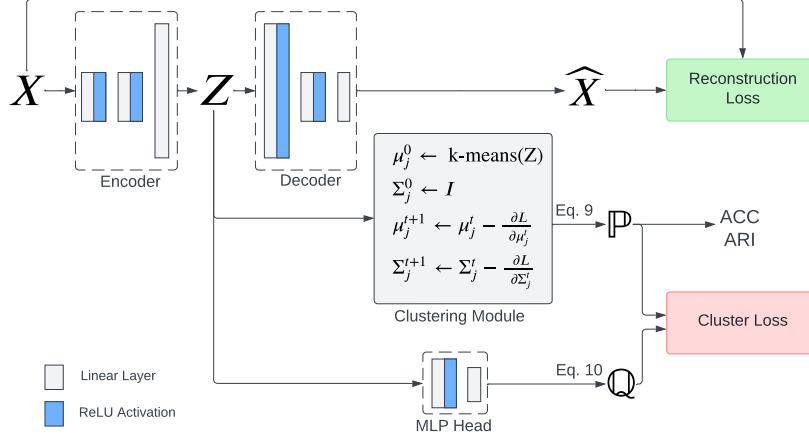 X
Encoder
Z
Decoder
X̂
Reconstruction
Loss
μ_j^0 ← k-means(Z)
Σ_j^0 ← I
μ_j^{t+1} ← μ_j^t − ∂L/∂μ_j^t
Σ_j^{t+1} ← Σ_j^t − ∂L/∂Σ_j^t
Clustering Module
Eq. 9
ℙ
ACC
ARI
Cluster Loss
MLP Head
Eq. 10
ℚ
Linear Layer
ReLU Activation